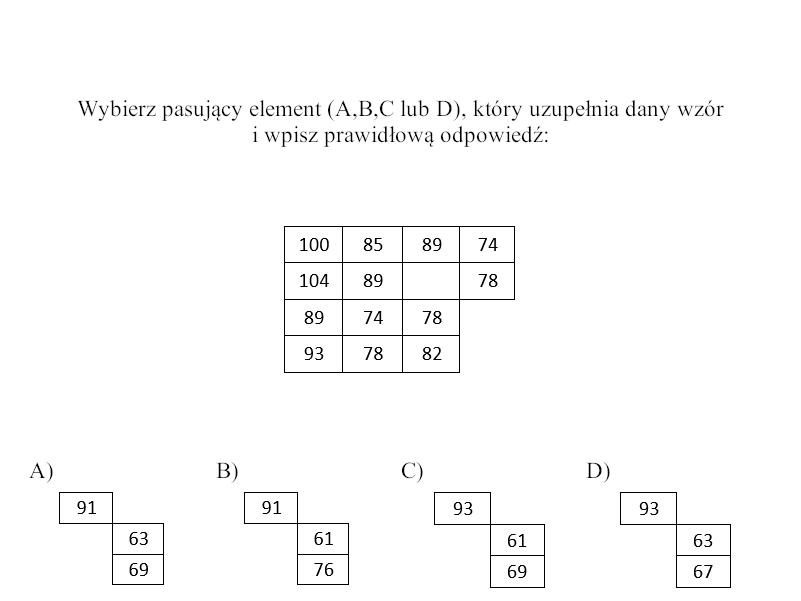 Wybierz pasujący element (A,B,C lub D), który uzupełnia dany wzór
i wpisz prawidłową odpowiedź:
100 85 89 74
104 89 78
89 74 78
93 78 82
A) B) C) D)
91 91 93 93
63 61 61 63
69 76 69 67